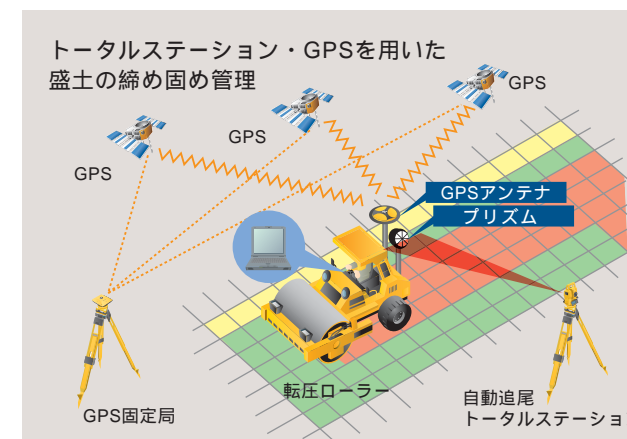 トータルステーション・GPSを用いた
盛土の締め固め管理
GPS
GPS
GPS
GPSアンテナ
プリズム
転圧ローラー
GPS固定局
自動追尾
トータルステーショ